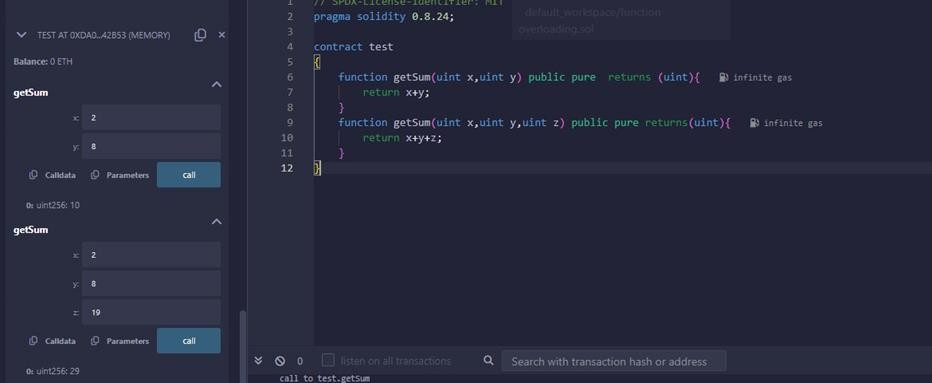 TEST AT 0XDA0...42B53 (MEMORY)
Balance: 0 ETH
getSum
x: 2
y: 8
Calldata Parameters call
0: uint256: 10
getSum
x: 2
y: 8
z: 19
Calldata Parameters call
0: uint256: 29
1 // SPDX-License-Identifier: MIT
2 pragma solidity 0.8.24;
3
4 contract test
5 {
6 function getSum(uint x,uint y) public pure returns (uint){ infinite gas
7 return x+y;
8 }
9 function getSum(uint x,uint y,uint z) public pure returns(uint){ infinite gas
10 return x+y+z;
11 }
12 }
default_workspace/function
overloading.sol
0 listen on all transactions Search with transaction hash or address
call to test.getSum